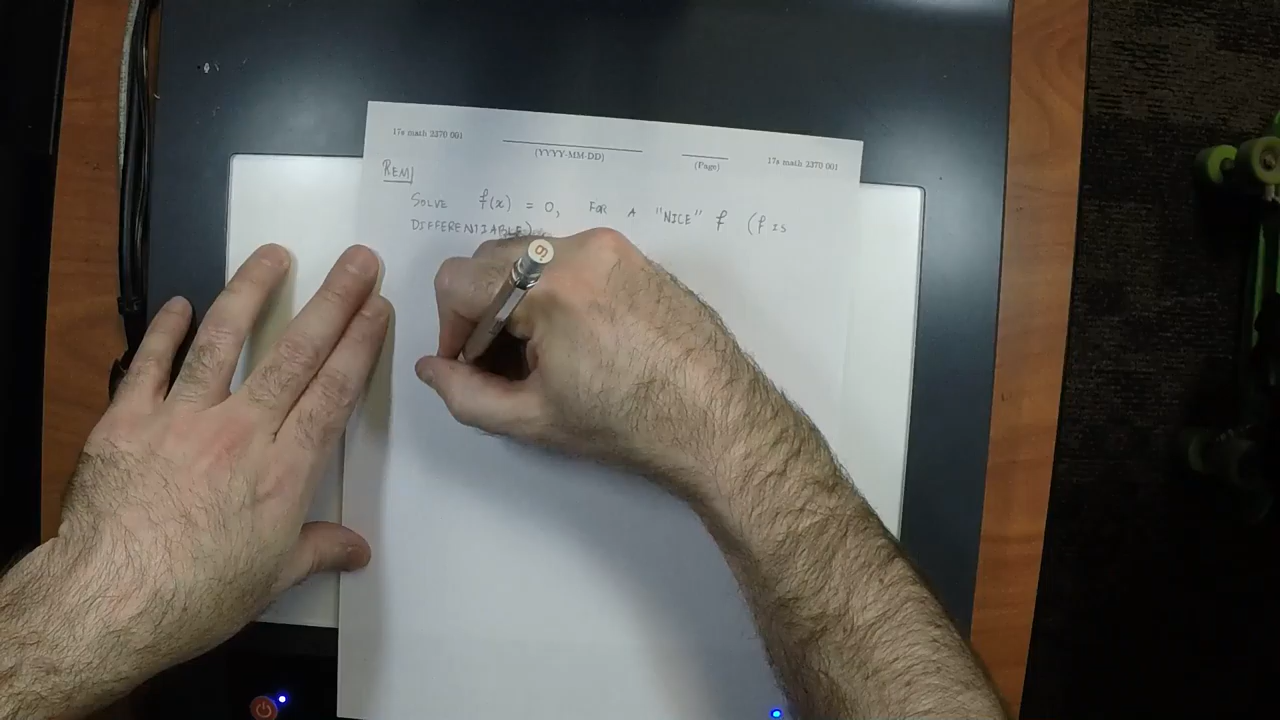 17s math 2370 001 (YYYY-MM-DD) (Page) 17s math 2370 001
REM
SOLVE f(x) = 0, FOR A "NICE" f (f IS
DIFFERENTIABLE)